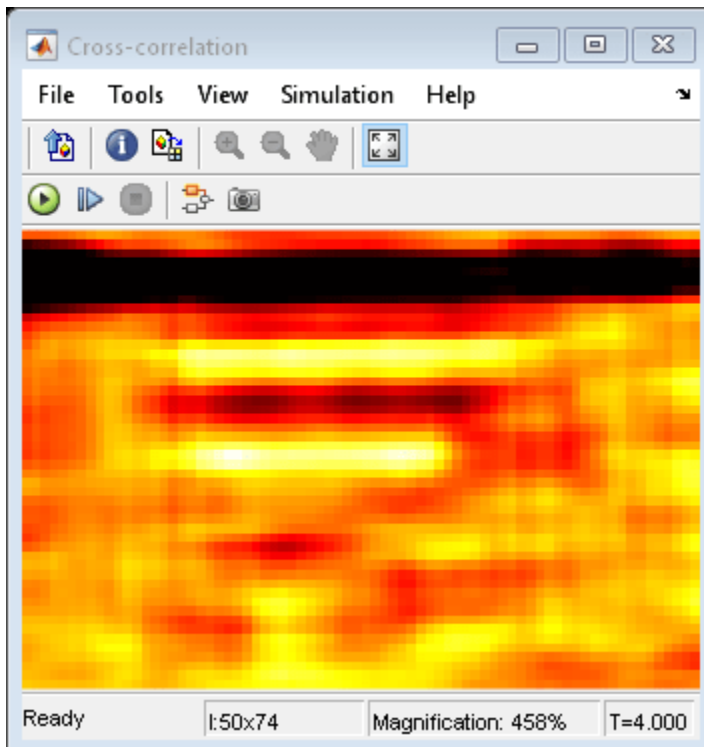 Cross-correlation
File Tools View Simulation Help
Ready I:50x74 Magnification: 458% T=4.000